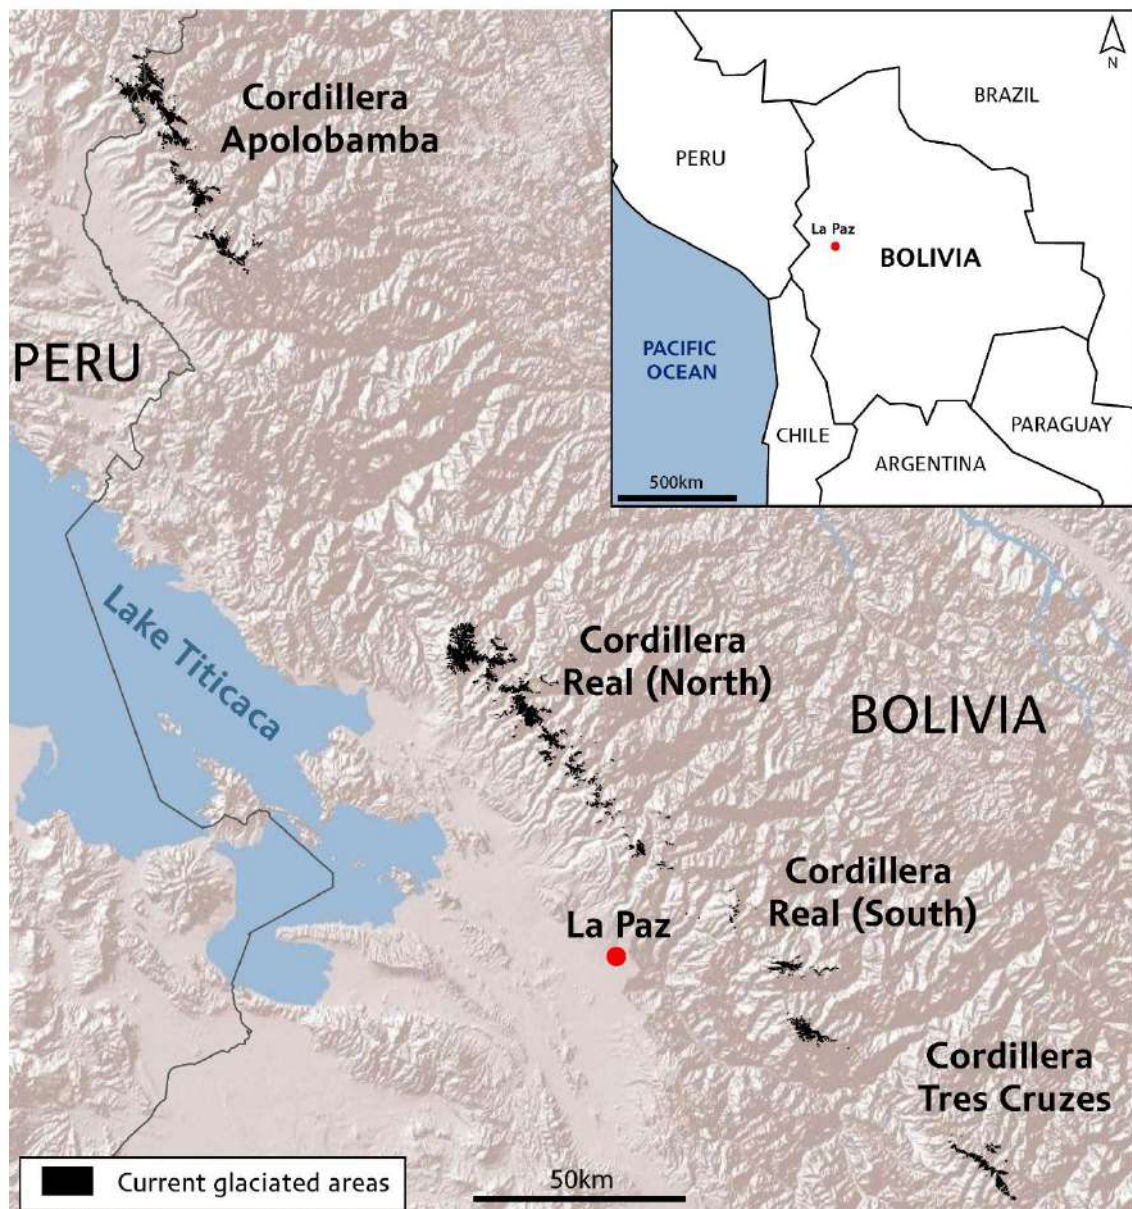 Cordillera
Apolobamba
PERU
Lake Titicaca
Cordillera
Real (North)
BOLIVIA
Cordillera
Real (South)
La Paz
Cordillera
Tres Cruzes
Current glaciated areas
50km
N
BRAZIL
PERU
La Paz
BOLIVIA
PACIFIC
OCEAN
CHILE
PARAGUAY
ARGENTINA
500km